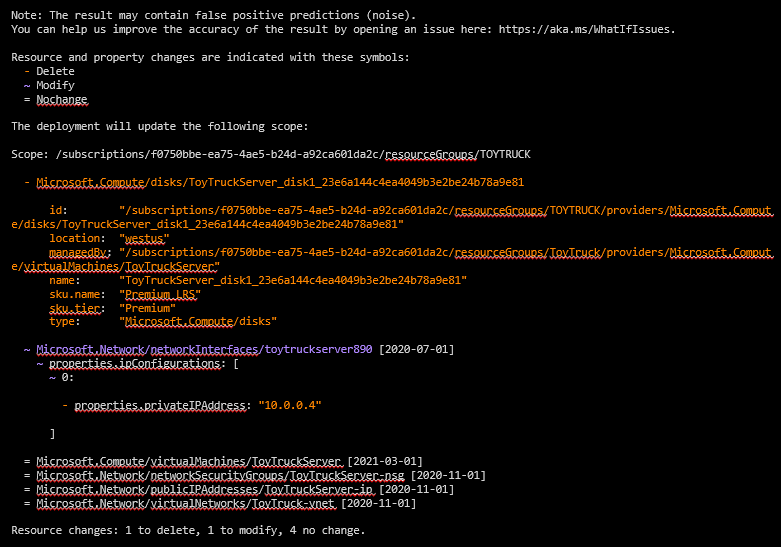 Note: The result may contain false positive predictions (noise).
You can help us improve the accuracy of the result by opening an issue here: https://aka.ms/WhatIfIssues.
Resource and property changes are indicated with these symbols:
- Delete
~ Modify
= Nochange
The deployment will update the following scope:
Scope: /subscriptions/f0750bbe-ea75-4ae5-b24d-a92ca601da2c/resourceGroups/TOYTRUCK
- Microsoft.Compute/disks/ToyTruckServer_disk1_23e6a144c4ea4049b3e2be24b78a9e81
id: "/subscriptions/f0750bbe-ea75-4ae5-b24d-a92ca601da2c/resourceGroups/TOYTRUCK/providers/Microsoft.Comput
e/disks/ToyTruckServer_disk1_23e6a144c4ea4049b3e2be24b78a9e81"
location: "westus"
managedBy: "/subscriptions/f0750bbe-ea75-4ae5-b24d-a92ca601da2c/resourceGroups/ToyTruck/providers/Microsoft.Comput
e/virtualMachines/ToyTruckServer"
name: "ToyTruckServer_disk1_23e6a144c4ea4049b3e2be24b78a9e81"
sku.name: "Premium_LRS"
sku.tier: "Premium"
type: "Microsoft.Compute/disks"
~ Microsoft.Network/networkInterfaces/toytruckserver890 [2020-07-01]
~ properties.ipConfigurations: [
~ 0:
- properties.privateIPAddress: "10.0.0.4"
]
= Microsoft.Compute/virtualMachines/ToyTruckServer [2021-03-01]
= Microsoft.Network/networkSecurityGroups/ToyTruckServer-nsg [2020-11-01]
= Microsoft.Network/publicIPAddresses/ToyTruckServer-ip [2020-11-01]
= Microsoft.Network/virtualNetworks/ToyTruck-vnet [2020-11-01]
Resource changes: 1 to delete, 1 to modify, 4 no change.